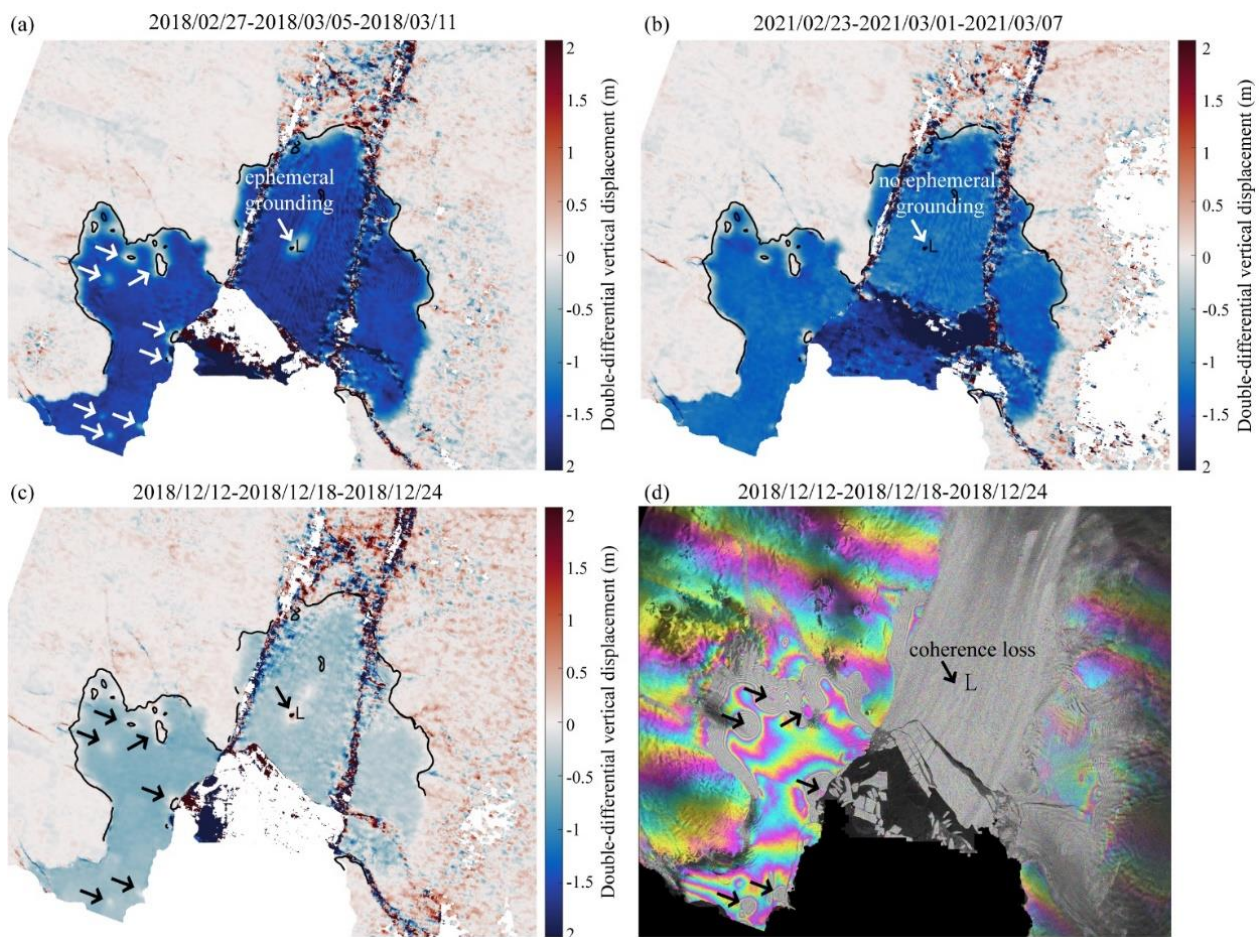 (a)
2018/02/27-2018/03/05-2018/03/11
ephemeral
grounding
L
2
1.5
1
0.5
0
-0.5
-1
-1.5
2
Double-differential vertical displacement (m)
(b)
2021/02/23-2021/03/01-2021/03/07
no ephemeral
grounding
L
2
1.5
1
0.5
0
-0.5
-1
-1.5
2
Double-differential vertical displacement (m)
(c)
2018/12/12-2018/12/18-2018/12/24
L
2
1.5
1
0.5
0
-0.5
-1
-1.5
2
Double-differential vertical displacement (m)
(d)
2018/12/12-2018/12/18-2018/12/24
coherence loss
L